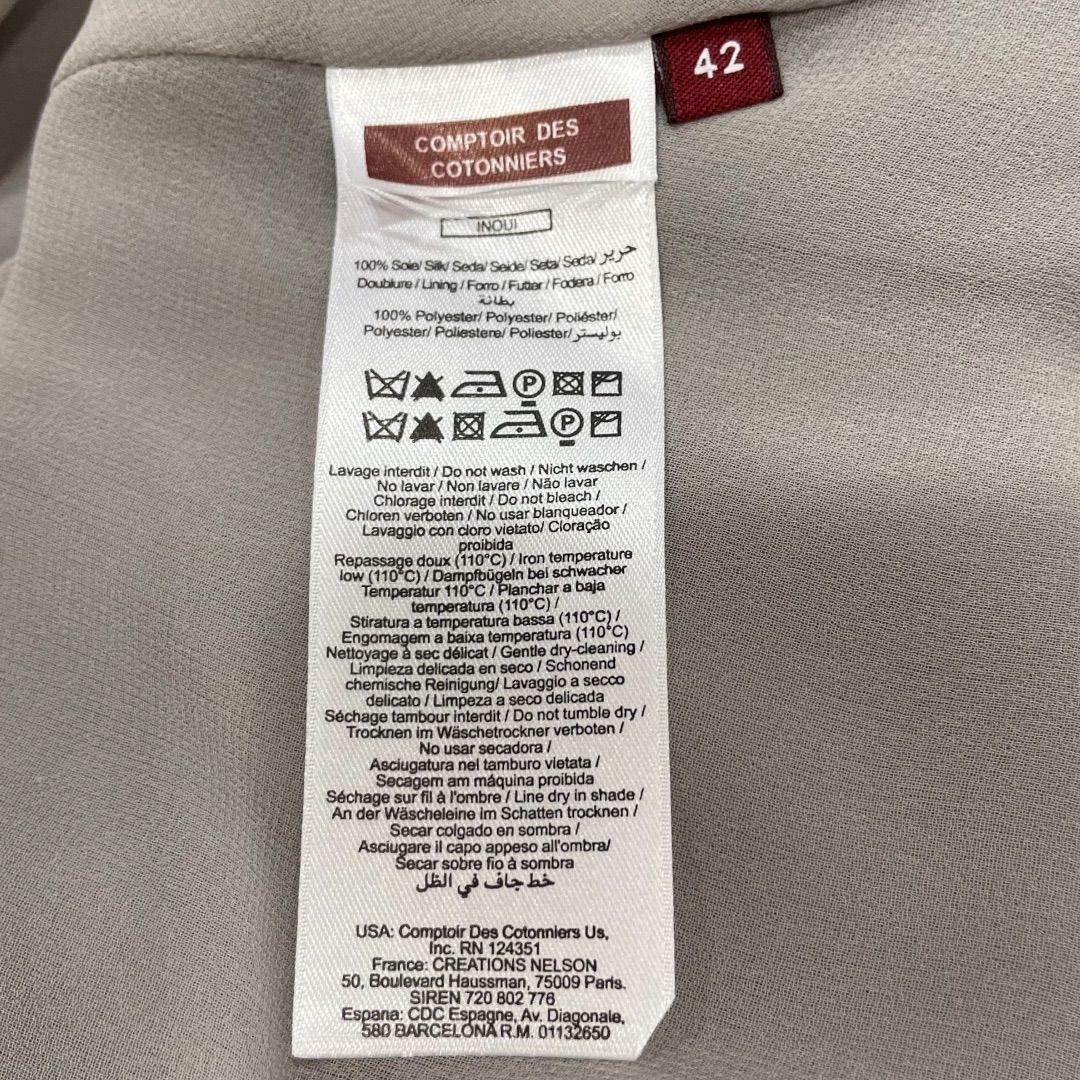 42
COMPTOIR DES
COTONNIERS
INOUI
100% Soie/ Silk/ Seda/ Seide/ Seta/ Seda/ حرير
Doublure / Lining / Forro / Futter / Fodera / Forro
بطانة
100% Polyester/ Polyester/ Poliéster/
Polyester/ Poliestere/ Poliester/ بوليستر
P
P
Lavage interdit / Do not wash / Nicht waschen /
No lavar / Non lavare / Não lavar
Chlorage interdit / Do not bleach /
Chloren verboten / No usar blanqueador /
Lavaggio con cloro vietato/ Cloração
proibida
Repassage doux (110°C) / Iron temperature
low (110°C) / Dampfbügeln bei schwacher
Temperatur 110°C / Planchar a baja
temperatura (110°C) /
Stiratura a temperatura bassa (110°C) /
Engomagem a baixa temperatura (110°C)
Nettoyage à sec délicat / Gentle dry-cleaning /
Limpieza delicada en seco / Schonend
chemische Reinigung/ Lavaggio a secco
delicato / Limpeza a seco delicada
Séchage tambour interdit / Do not tumble dry /
Trocknen im Wäschetrockner verboten /
No usar secadora /
Asciugatura nel tamburo vietata /
Secagem am máquina proibida
Séchage sur fil à l'ombre / Line dry in shade /
An der Wäscheleine im Schatten trocknen /
Secar colgado en sombra /
Asciugare il capo appeso all'ombra/
Secar sobre fio à sombra
خط جاف في الظل
USA: Comptoir Des Cotonniers Us,
Inc. RN 124351
France: CREATIONS NELSON
50, Boulevard Haussman, 75009 Paris.
SIREN 720 802 776
Espana: CDC Espagne, Av. Diagonale,
580 BARCELONA R.M. 01132650